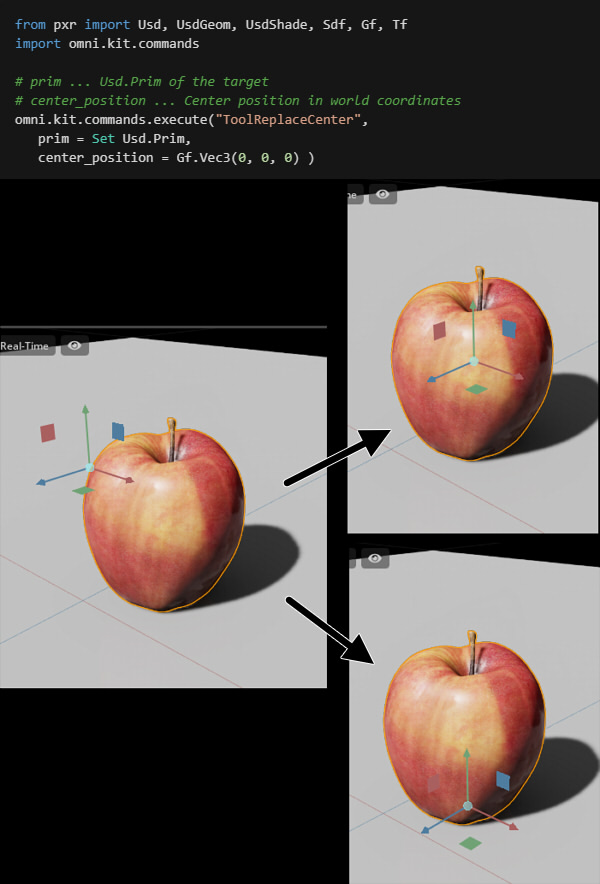 from pxr import Usd, UsdGeom, UsdShade, Sdf, Gf, Tf
import omni.kit.commands
# prim ... Usd.Prim of the target
# center_position ... Center position in world coordinates
omni.kit.commands.execute("ToolReplaceCenter",
prim = Set Usd.Prim,
center_position = Gf.Vec3(0, 0, 0) )
Real-Time